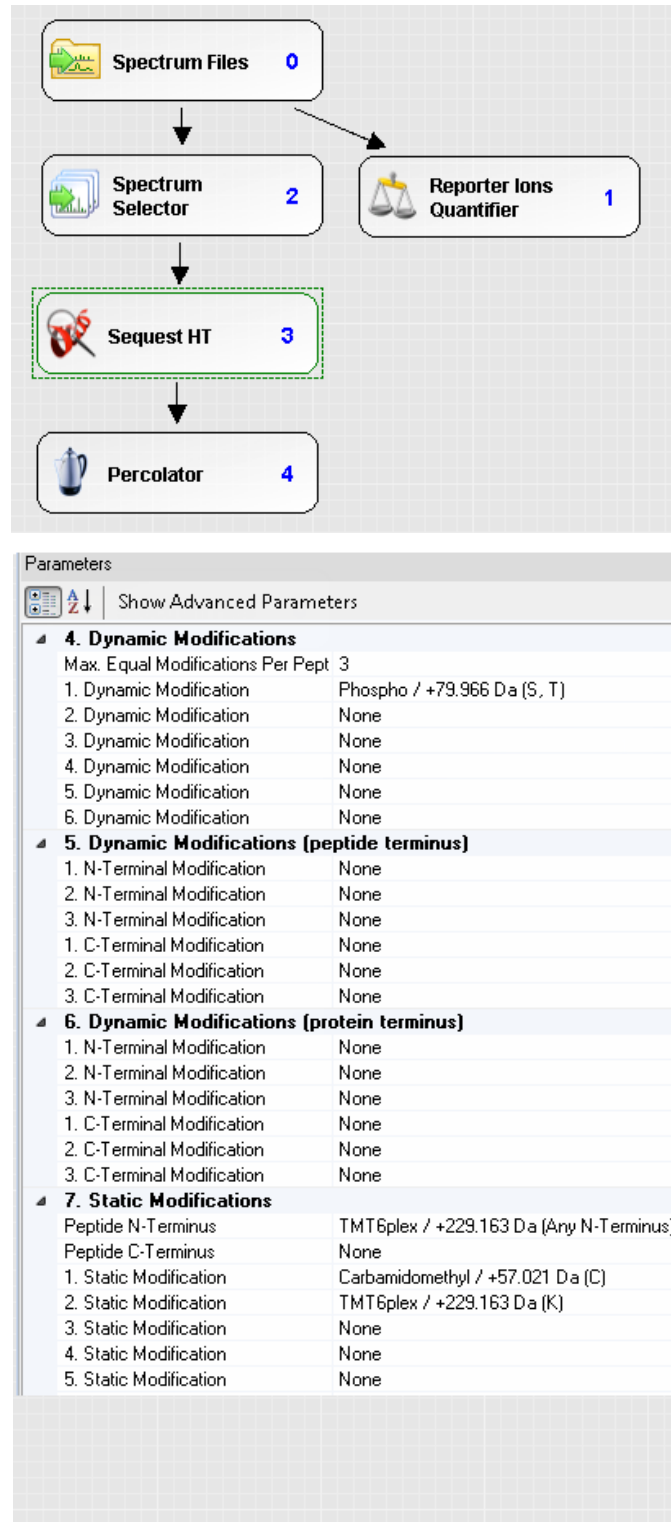 Spectrum Files 0
Spectrum
Selector 2
Reporter Ions
Quantifier 1
Sequest HT 3
Percolator 4
Parameters
Show Advanced Parameters
4. Dynamic Modifications
Max. Equal Modifications Per Pept 3
1. Dynamic Modification Phospho / +79.966 Da (S, T)
2. Dynamic Modification None
3. Dynamic Modification None
4. Dynamic Modification None
5. Dynamic Modification None
6. Dynamic Modification None
5. Dynamic Modifications (peptide terminus)
1. N-Terminal Modification None
2. N-Terminal Modification None
3. N-Terminal Modification None
1. C-Terminal Modification None
2. C-Terminal Modification None
3. C-Terminal Modification None
6. Dynamic Modifications (protein terminus)
1. N-Terminal Modification None
2. N-Terminal Modification None
3. N-Terminal Modification None
1. C-Terminal Modification None
2. C-Terminal Modification None
3. C-Terminal Modification None
7. Static Modifications
Peptide N-Terminus TMT6plex / +229.163 Da (Any N-Terminus)
Peptide C-Terminus None
1. Static Modification Carbamidomethyl / +57.021 Da (C)
2. Static Modification TMT6plex / +229.163 Da (K)
3. Static Modification None
4. Static Modification None
5. Static Modification None